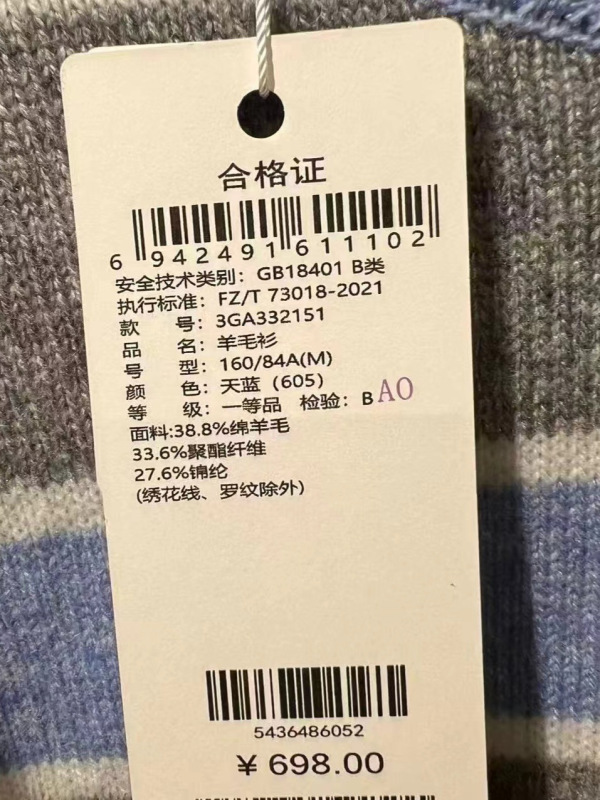 合格证
6 942491 611102
安全技术类别：GB18401 B类
执行标准：FZ/T 73018-2021
款 号：3GA332151
品 名：羊毛衫
号 型：160/84A(M)
颜 色：天蓝（605）
等 级：一等品 检验：B AO
面料:38.8%绵羊毛
33.6%聚酯纤维
27.6%锦纶
(绣花线、罗纹除外)
5436486052
￥698.00